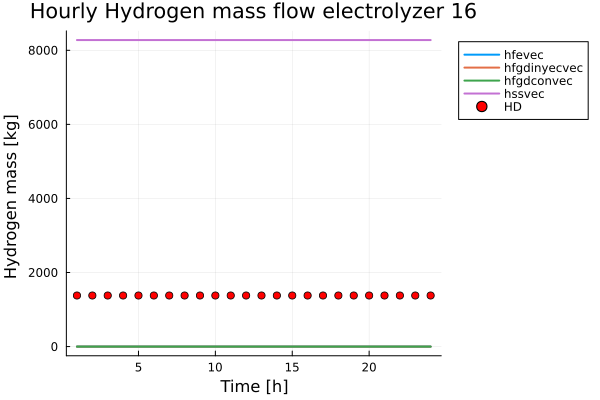 Hourly Hydrogen mass flow electrolyzer 16
hfevec
hfgdinyecvec
hfgdconvec
hssvec
HD
Hydrogen mass [kg]
8000
6000
4000
2000
0
5
10
15
20
Time [h]